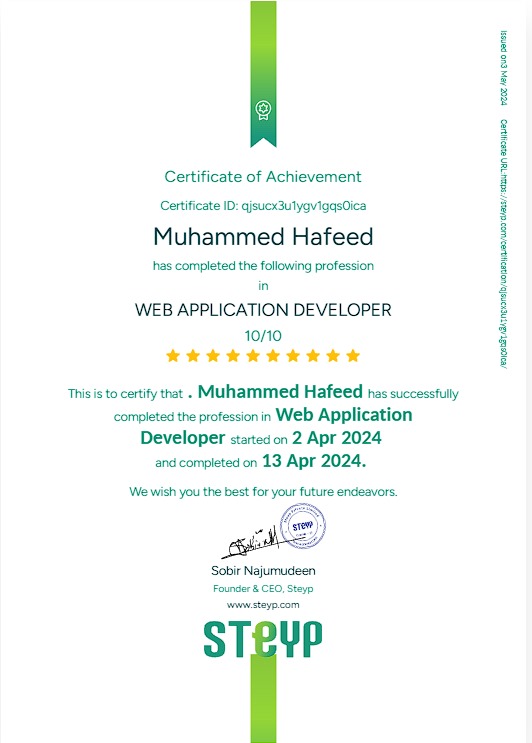 Issued on3 May 2024 Certificate URL:https://steyp.com/certification/qjsucx3u1ygv1gqs0ica/
Certificate of Achievement
Certificate ID: qjsucx3u1ygv1gqs0ica
Muhammed Hafeed
has completed the following profession
in
WEB APPLICATION DEVELOPER
10/10
This is to certify that . Muhammed Hafeed has successfully
completed the profession in Web Application
Developer started on 2 Apr 2024
and completed on 13 Apr 2024.
We wish you the best for your future endeavors.
steyp
Sobir Najumudeen
Founder & CEO, Steyp
www.steyp.com
STeYP